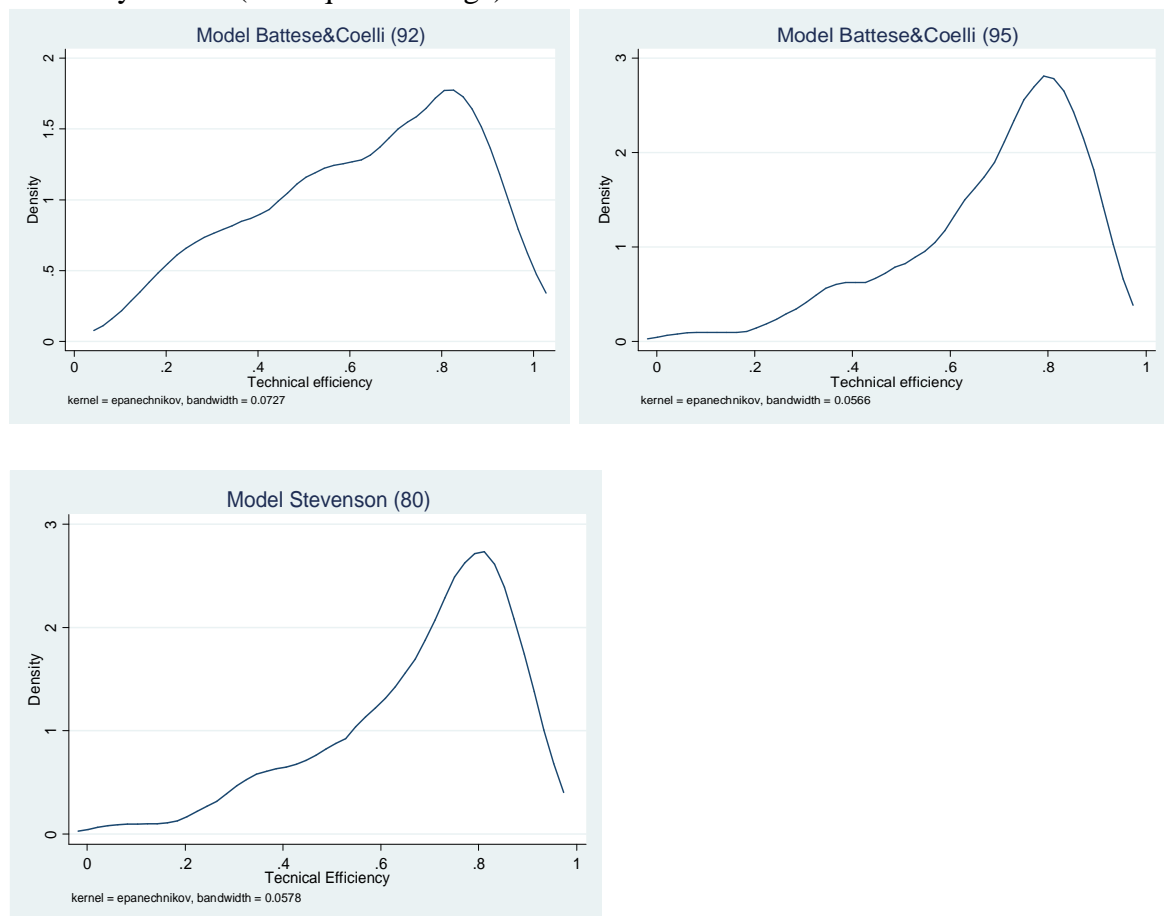 Model Battese&Coelli (92)
2
1.5
1
.5
0
Density
0 .2 .4 .6 .8 1
Technical efficiency
kernel = epanechnikov, bandwidth = 0.0727
Model Battese&Coelli (95)
3
2
1
0
Density
0 .2 .4 .6 .8 1
Technical efficiency
kernel = epanechnikov, bandwidth = 0.0566
Model Stevenson (80)
3
2
1
0
Density
0 .2 .4 .6 .8 1
Tecnical Efficiency
kernel = epanechnikov, bandwidth = 0.0578